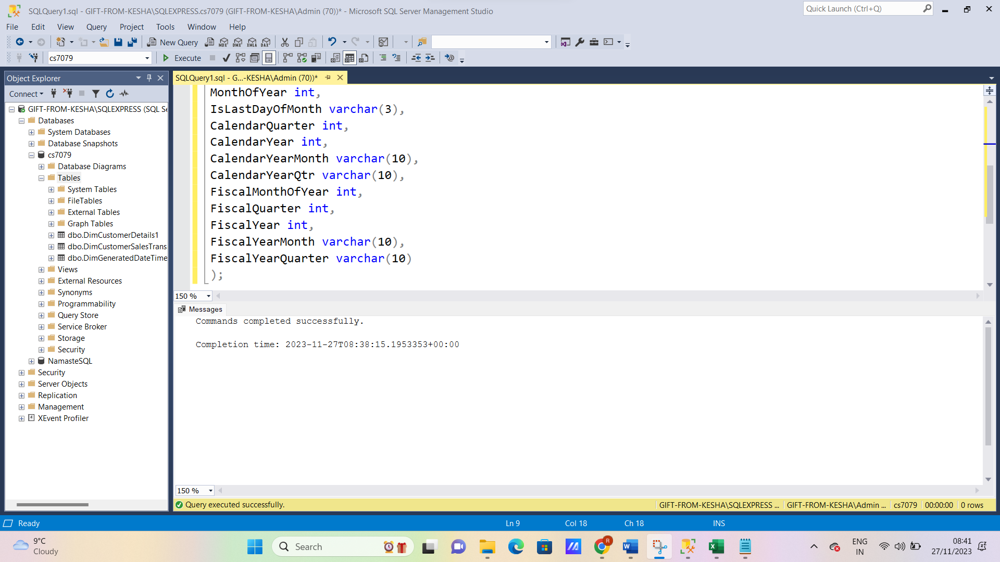 SQLQuery1.sql - GIFT-FROM-KESHA\SQLEXPRESS.cs7079 (GIFT-FROM-KESHA\Admin (70))* - Microsoft SQL Server Management Studio
Quick Launch (Ctrl+Q)
File Edit View Query Project Tools Window Help
New Query MDX DMX XMLA DAX
cs7079 Execute
Object Explorer
Connect
GIFT-FROM-KESHA\SQLEXPRESS (SQL Se
Databases
System Databases
Database Snapshots
cs7079
Database Diagrams
Tables
System Tables
FileTables
External Tables
Graph Tables
dbo.DimCustomerDetails1
dbo.DimCustomerSalesTrans
dbo.DimGeneratedDateTime
Views
External Resources
Synonyms
Programmability
Query Store
Service Broker
Storage
Security
NamasteSQL
Security
Server Objects
Replication
Management
XEvent Profiler
SQLQuery1.sql - G...-KESHA\Admin (70))*
MonthOfYear int,
IsLastDayOfMonth varchar(3),
CalendarQuarter int,
CalendarYear int,
CalendarYearMonth varchar(10),
CalendarYearQtr varchar(10),
FiscalMonthOfYear int,
FiscalQuarter int,
FiscalYear int,
FiscalYearMonth varchar(10),
FiscalYearQuarter varchar(10)
);
150 %
Messages
Commands completed successfully.
Completion time: 2023-11-27T08:38:15.1953353+00:00
150 %
Query executed successfully. GIFT-FROM-KESHA\SQLEXPRESS ... GIFT-FROM-KESHA\Admin ... cs7079 00:00:00 0 rows
Ready Ln 9 Col 18 Ch 18 INS
9°C
Cloudy
Search
R
ENG
IN
08:41
27/11/2023